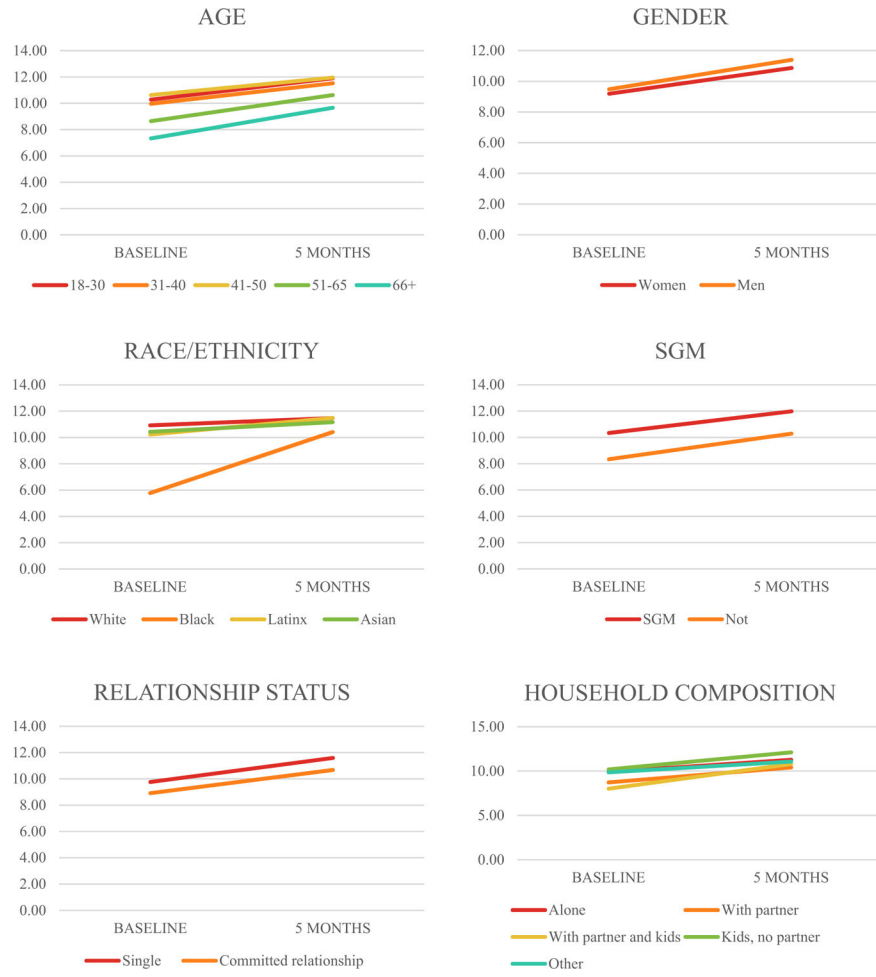 AGE
14.00
12.00
10.00
8.00
6.00
4.00
2.00
0.00
BASELINE 5 MONTHS
18-30 31-40 41-50 51-65 66+
GENDER
12.00
10.00
8.00
6.00
4.00
2.00
0.00
BASELINE 5 MONTHS
Women Men
RACE/ETHNICITY
14.00
12.00
10.00
8.00
6.00
4.00
2.00
0.00
BASELINE 5 MONTHS
White Black Latinx Asian
SGM
14.00
12.00
10.00
8.00
6.00
4.00
2.00
0.00
BASELINE 5 MONTHS
SGM Not
RELATIONSHIP STATUS
14.00
12.00
10.00
8.00
6.00
4.00
2.00
0.00
BASELINE 5 MONTHS
Single Committed relationship
HOUSEHOLD COMPOSITION
15.00
10.00
5.00
0.00
BASELINE 5 MONTHS
Alone With partner
With partner and kids Kids, no partner
Other